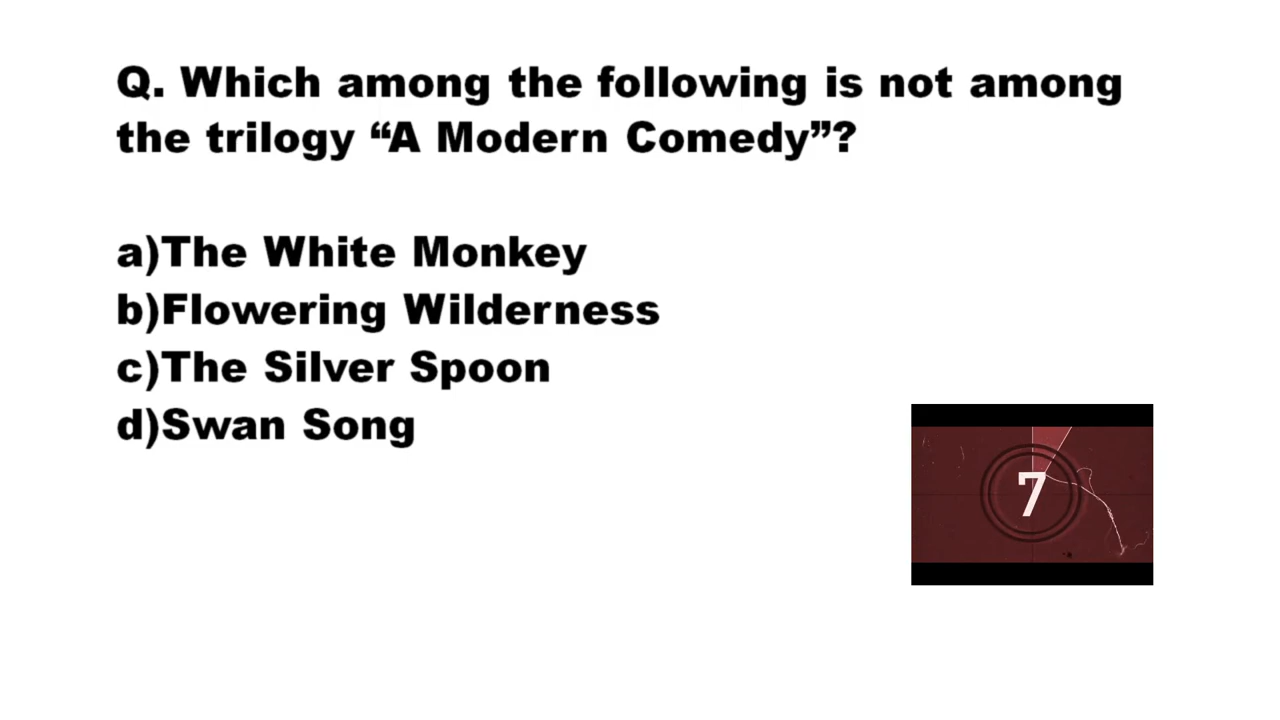 Q. Which among the following is not among
the trilogy “A Modern Comedy”?
a)The White Monkey
b)Flowering Wilderness
c)The Silver Spoon
d)Swan Song
7